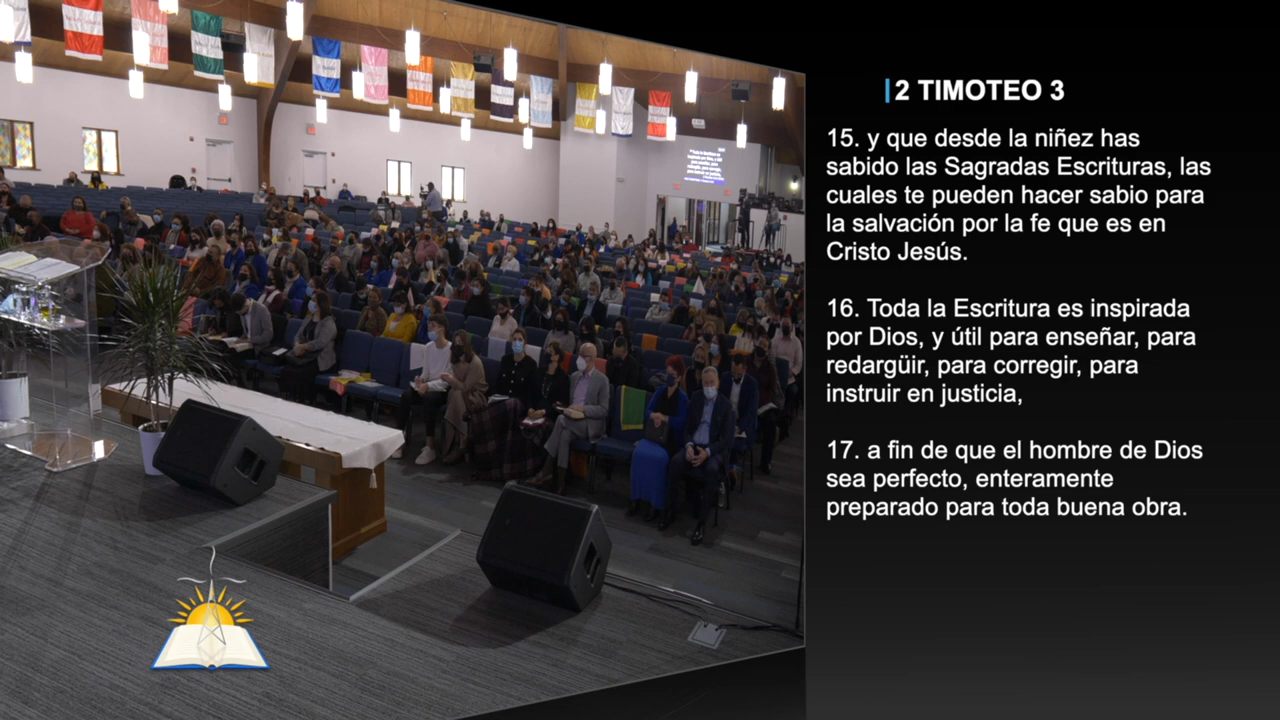 2 TIMOTEO 3
15. y que desde la niñez has
sabido las Sagradas Escrituras, las
cuales te pueden hacer sabio para
la salvación por la fe que es en
Cristo Jesús.
16. Toda la Escritura es inspirada
por Dios, y útil para enseñar, para
redargüir, para corregir, para
instruir en justicia,
17. a fin de que el hombre de Dios
sea perfecto, enteramente
preparado para toda buena obra.